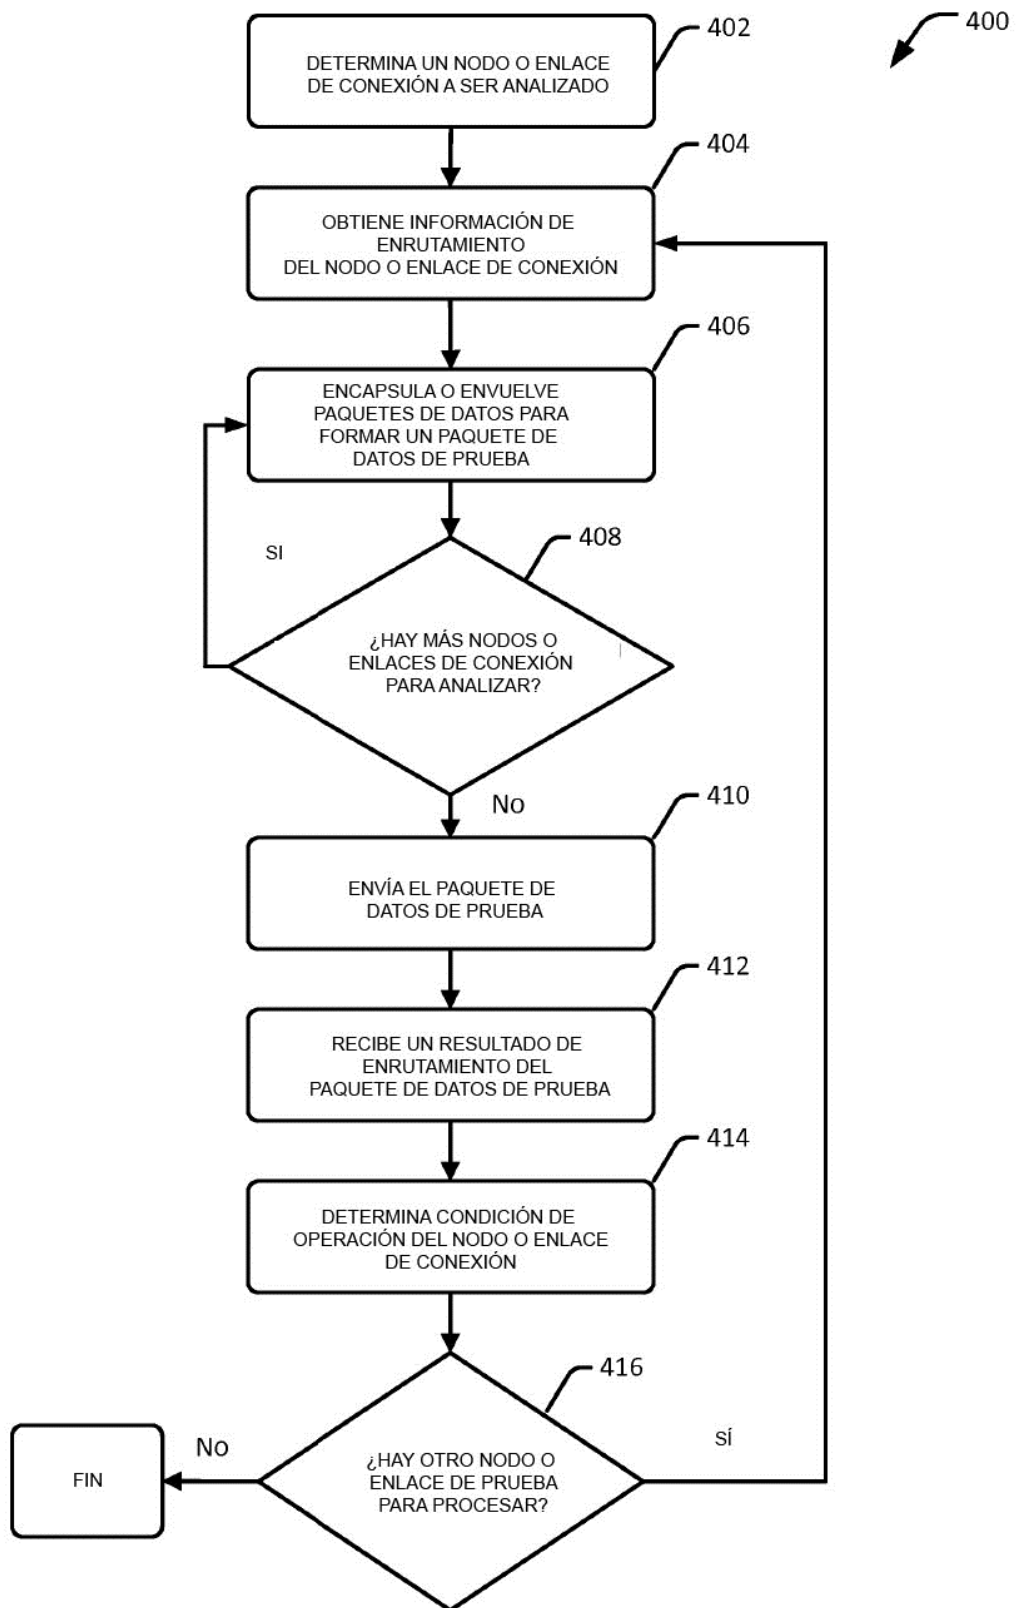 400
402
DETERMINA UN NODO O ENLACE
DE CONEXIÓN A SER ANALIZADO
404
OBTIENE INFORMACIÓN DE
ENRUTAMIENTO
DEL NODO O ENLACE DE CONEXIÓN
406
ENCAPSULA O ENVUELVE
PAQUETES DE DATOS PARA
FORMAR UN PAQUETE DE
DATOS DE PRUEBA
408
SI
¿HAY MÁS NODOS O
ENLACES DE CONEXIÓN
PARA ANALIZAR?
No
410
ENVÍA EL PAQUETE DE
DATOS DE PRUEBA
412
RECIBE UN RESULTADO DE
ENRUTAMIENTO DEL
PAQUETE DE DATOS DE PRUEBA
414
DETERMINA CONDICIÓN DE
OPERACIÓN DEL NODO O ENLACE
DE CONEXIÓN
416
¿HAY OTRO NODO O
ENLACE DE PRUEBA
PARA PROCESAR?
SÍ
No
FIN